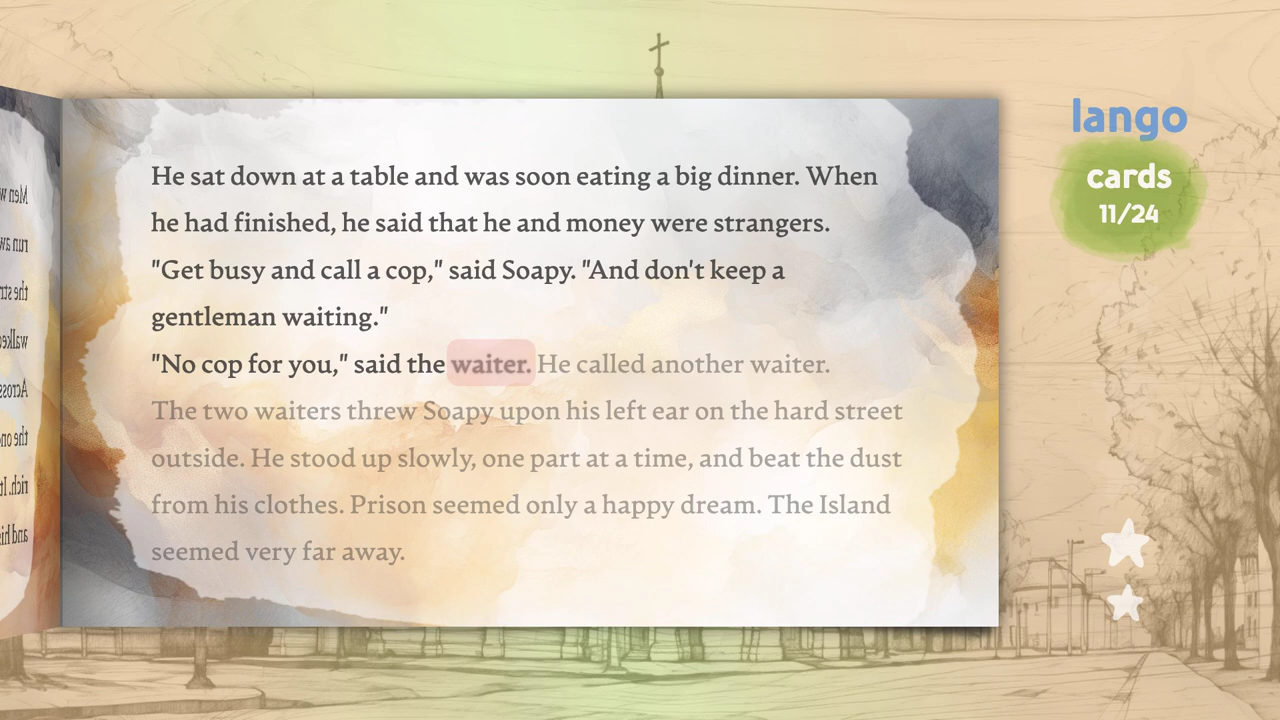 He sat down at a table and was soon eating a big dinner. When
he had finished, he said that he and money were strangers.
"Get busy and call a cop," said Soapy. "And don't keep a
gentleman waiting."
"No cop for you," said the waiter. He called another waiter.
The two waiters threw Soapy upon his left ear on the hard street
outside. He stood up slowly, one part at a time, and beat the dust
from his clothes. Prison seemed only a happy dream. The Island
seemed very far away.
lango
cards
11/24